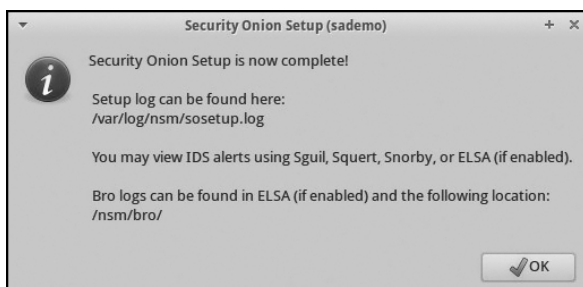 Security Onion Setup (sademo)
Security Onion Setup is now complete!
Setup log can be found here:
/var/log/nsm/sosetup.log
You may view IDS alerts using Sguil, Squert, Snorby, or ELSA (if enabled).
Bro logs can be found in ELSA (if enabled) and the following location:
/nsm/bro/
OK